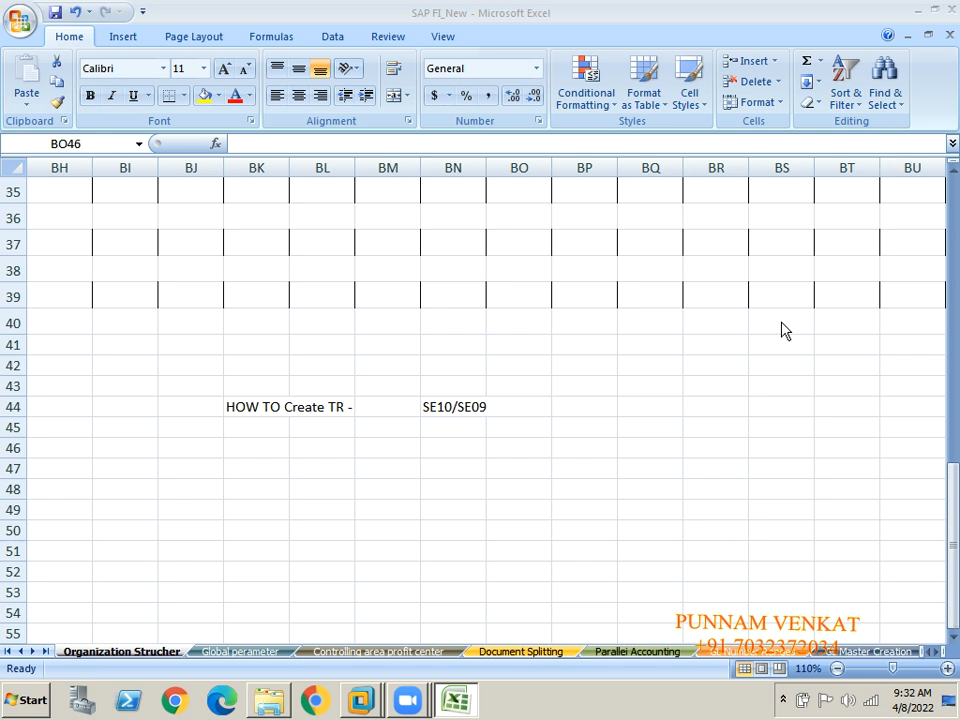 SAP FI_New - Microsoft Excel
Home Insert Page Layout Formulas Data Review View
Paste
Clipboard
Calibri 11 A A
B I U A
Font
Alignment
General
$ % ,
Number
Conditional Formatting
Format as Table
Cell Styles
Styles
Insert
Delete
Format
Cells
Σ
Sort & Filter
Find & Select
Editing
BO46 fx
BH BI BJ BK BL BM BN BO BP BQ BR BS BT BU
35
36
37
38
39
40
41
42
43
44 HOW TO Create TR - SE10/SE09
45
46
47
48
49
50
51
52
53
54
55
PUNNAM VENKAT
+91 7032372034
Organization Strucher Global perameter Controlling area profit center Document Splitting Parallei Accounting Master Creation
Ready 110%
Start
9:32 AM
4/8/2022